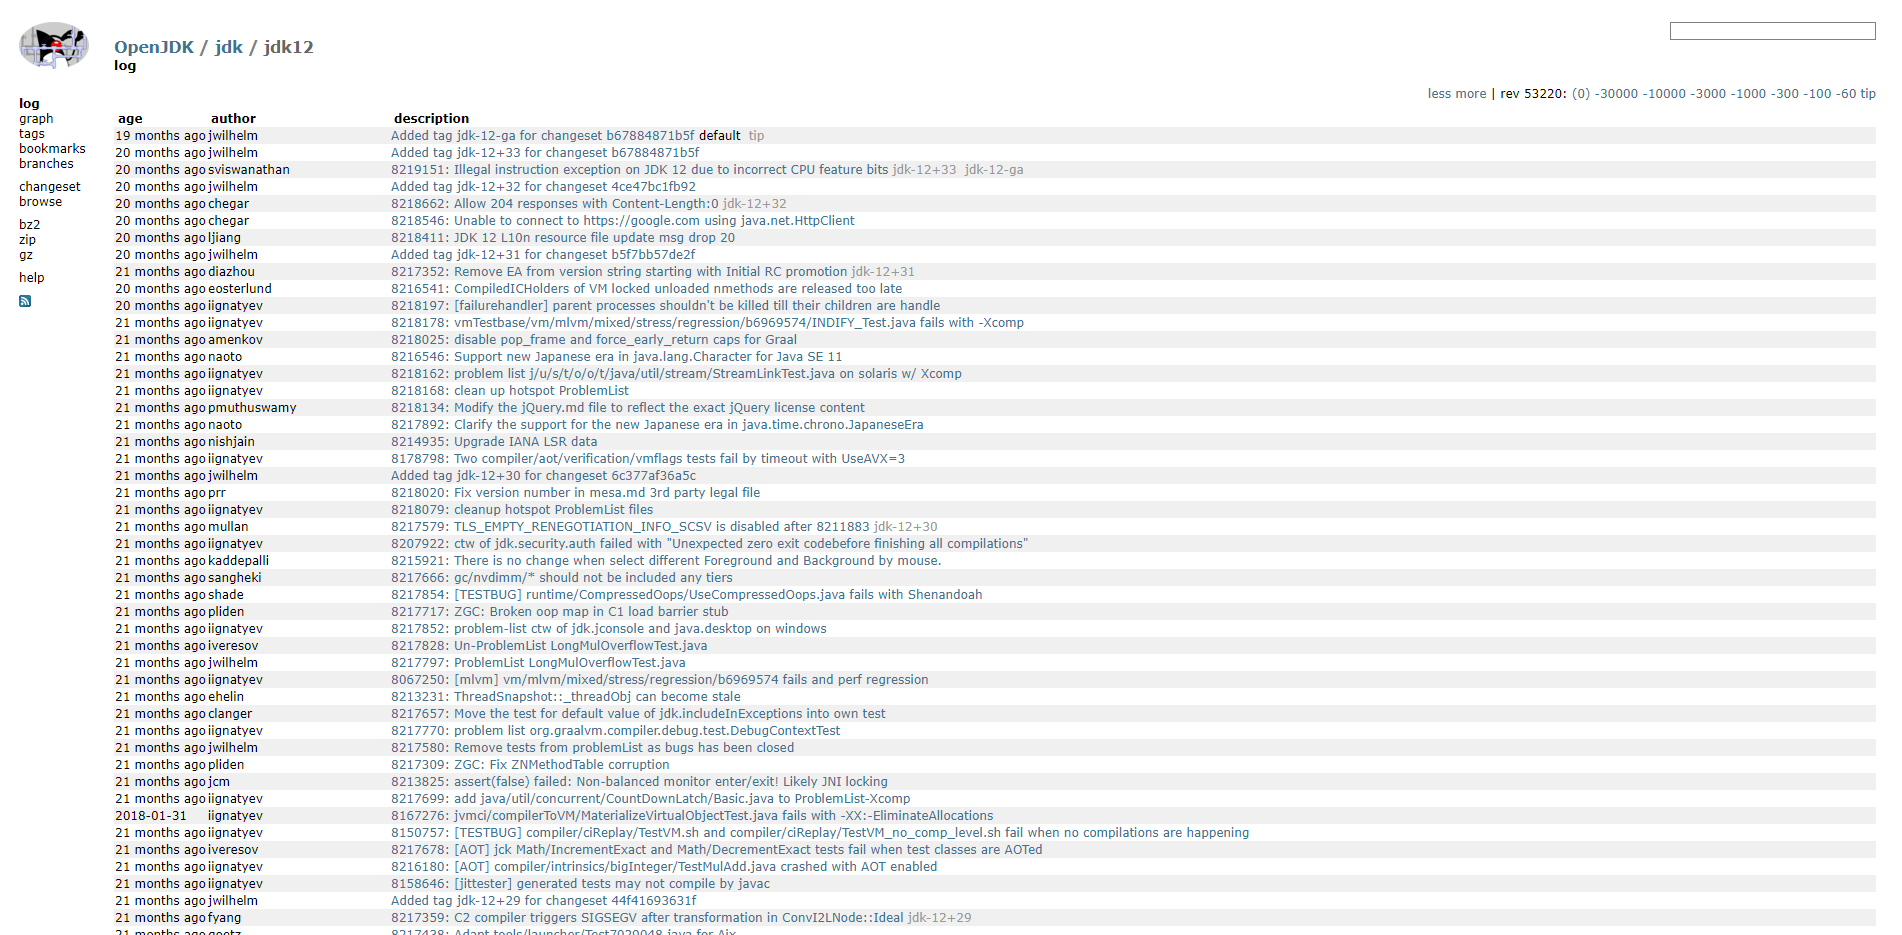 OpenJDK / jdk / jdk12
log
less more | rev 53220: (0) -30000 -10000 -3000 -1000 -300 -100 -60 tip
log
graph
tags
bookmarks
branches
changeset
browse
bz2
zip
gz
help
age author description
19 months ago jwilhelm Added tag jdk-12-ga for changeset b67884871b5f default tip
20 months ago jwilhelm Added tag jdk-12+33 for changeset b67884871b5f
20 months ago sviswanathan 8219151: Illegal instruction exception on JDK 12 due to incorrect CPU feature bits jdk-12+33 jdk-12-ga
20 months ago jwilhelm Added tag jdk-12+32 for changeset 4ce47bc1fb92
20 months ago chegar 8218662: Allow 204 responses with Content-Length:0 jdk-12+32
20 months ago chegar 8218546: Unable to connect to https://google.com using java.net.HttpClient
20 months ago ljiang 8218411: JDK 12 L10n resource file update msg drop 20
20 months ago jwilhelm Added tag jdk-12+31 for changeset b5f7bb57de2f
21 months ago diazhou 8217352: Remove EA from version string starting with Initial RC promotion jdk-12+31
20 months ago eosterlund 8216541: CompiledICHolders of VM locked unloaded nmethods are released too late
20 months ago iignatyev 8218197: [failurehandler] parent processes shouldn't be killed till their children are handle
21 months ago iignatyev 8218178: vmTestbase/vm/mlvm/mixed/stress/regression/b6969574/INDIFY_Test.java fails with -Xcomp
21 months ago amenkov 8218025: disable pop_frame and force_early_return caps for Graal
21 months ago naoto 8216546: Support new Japanese era in java.lang.Character for Java SE 11
21 months ago iignatyev 8218162: problem list j/u/s/t/o/o/t/java/util/stream/StreamLinkTest.java on solaris w/ Xcomp
21 months ago iignatyev 8218168: clean up hotspot ProblemList
21 months ago pmuthuswamy 8218134: Modify the jQuery.md file to reflect the exact jQuery license content
21 months ago naoto 8217892: Clarify the support for the new Japanese era in java.time.chrono.JapaneseEra
21 months ago nishjain 8214935: Upgrade IANA LSR data
21 months ago iignatyev 8178798: Two compiler/aot/verification/vmflags tests fail by timeout with UseAVX=3
21 months ago jwilhelm Added tag jdk-12+30 for changeset 6c377af36a5c
21 months ago prr 8218020: Fix version number in mesa.md 3rd party legal file
21 months ago iignatyev 8218079: cleanup hotspot ProblemList files
21 months ago mullan 8217579: TLS_EMPTY_RENEGOTIATION_INFO_SCSV is disabled after 8211883 jdk-12+30
21 months ago iignatyev 8207922: ctw of jdk.security.auth failed with "Unexpected zero exit codebefore finishing all compilations"
21 months ago kaddepalli 8215921: There is no change when select different Foreground and Background by mouse.
21 months ago sangheki 8217666: gc/nvdimm/* should not be included any tiers
21 months ago shade 8217854: [TESTBUG] runtime/CompressedOops/UseCompressedOops.java fails with Shenandoah
21 months ago pliden 8217717: ZGC: Broken oop map in C1 load barrier stub
21 months ago iignatyev 8217852: problem-list ctw of jdk.jconsole and java.desktop on windows
21 months ago iveresov 8217828: Un-ProblemList LongMulOverflowTest.java
21 months ago jwilhelm 8217797: ProblemList LongMulOverflowTest.java
21 months ago iignatyev 8067250: [mlvm] vm/mlvm/mixed/stress/regression/b6969574 fails and perf regression
21 months ago ehelin 8213231: ThreadSnapshot::_threadObj can become stale
21 months ago clanger 8217657: Move the test for default value of jdk.includeInExceptions into own test
21 months ago iignatyev 8217770: problem list org.graalvm.compiler.debug.test.DebugContextTest
21 months ago jwilhelm 8217580: Remove tests from problemList as bugs has been closed
21 months ago pliden 8217309: ZGC: Fix ZNMethodTable corruption
21 months ago jcm 8213825: assert(false) failed: Non-balanced monitor enter/exit! Likely JNI locking
21 months ago iignatyev 8217699: add java/util/concurrent/CountDownLatch/Basic.java to ProblemList-Xcomp
2018-01-31 iignatyev 8167276: jvmci/compilerToVM/MaterializeVirtualObjectTest.java fails with -XX:-EliminateAllocations
21 months ago iignatyev 8150757: [TESTBUG] compiler/ciReplay/TestVM.sh and compiler/ciReplay/TestVM_no_comp_level.sh fail when no compilations are happening
21 months ago iveresov 8217678: [AOT] jck Math/IncrementExact and Math/DecrementExact tests fail when test classes are AOTed
21 months ago iignatyev 8216180: [AOT] compiler/intrinsics/bigInteger/TestMulAdd.java crashed with AOT enabled
21 months ago iignatyev 8158646: [jittester] generated tests may not compile by javac
21 months ago jwilhelm Added tag jdk-12+29 for changeset 44f41693631f
21 months ago fyang 8217359: C2 compiler triggers SIGSEGV after transformation in ConvI2LNode::Ideal jdk-12+29
21 months ago goetz 8217438: Adapt tools/launcher/Test7029048.java for Aix